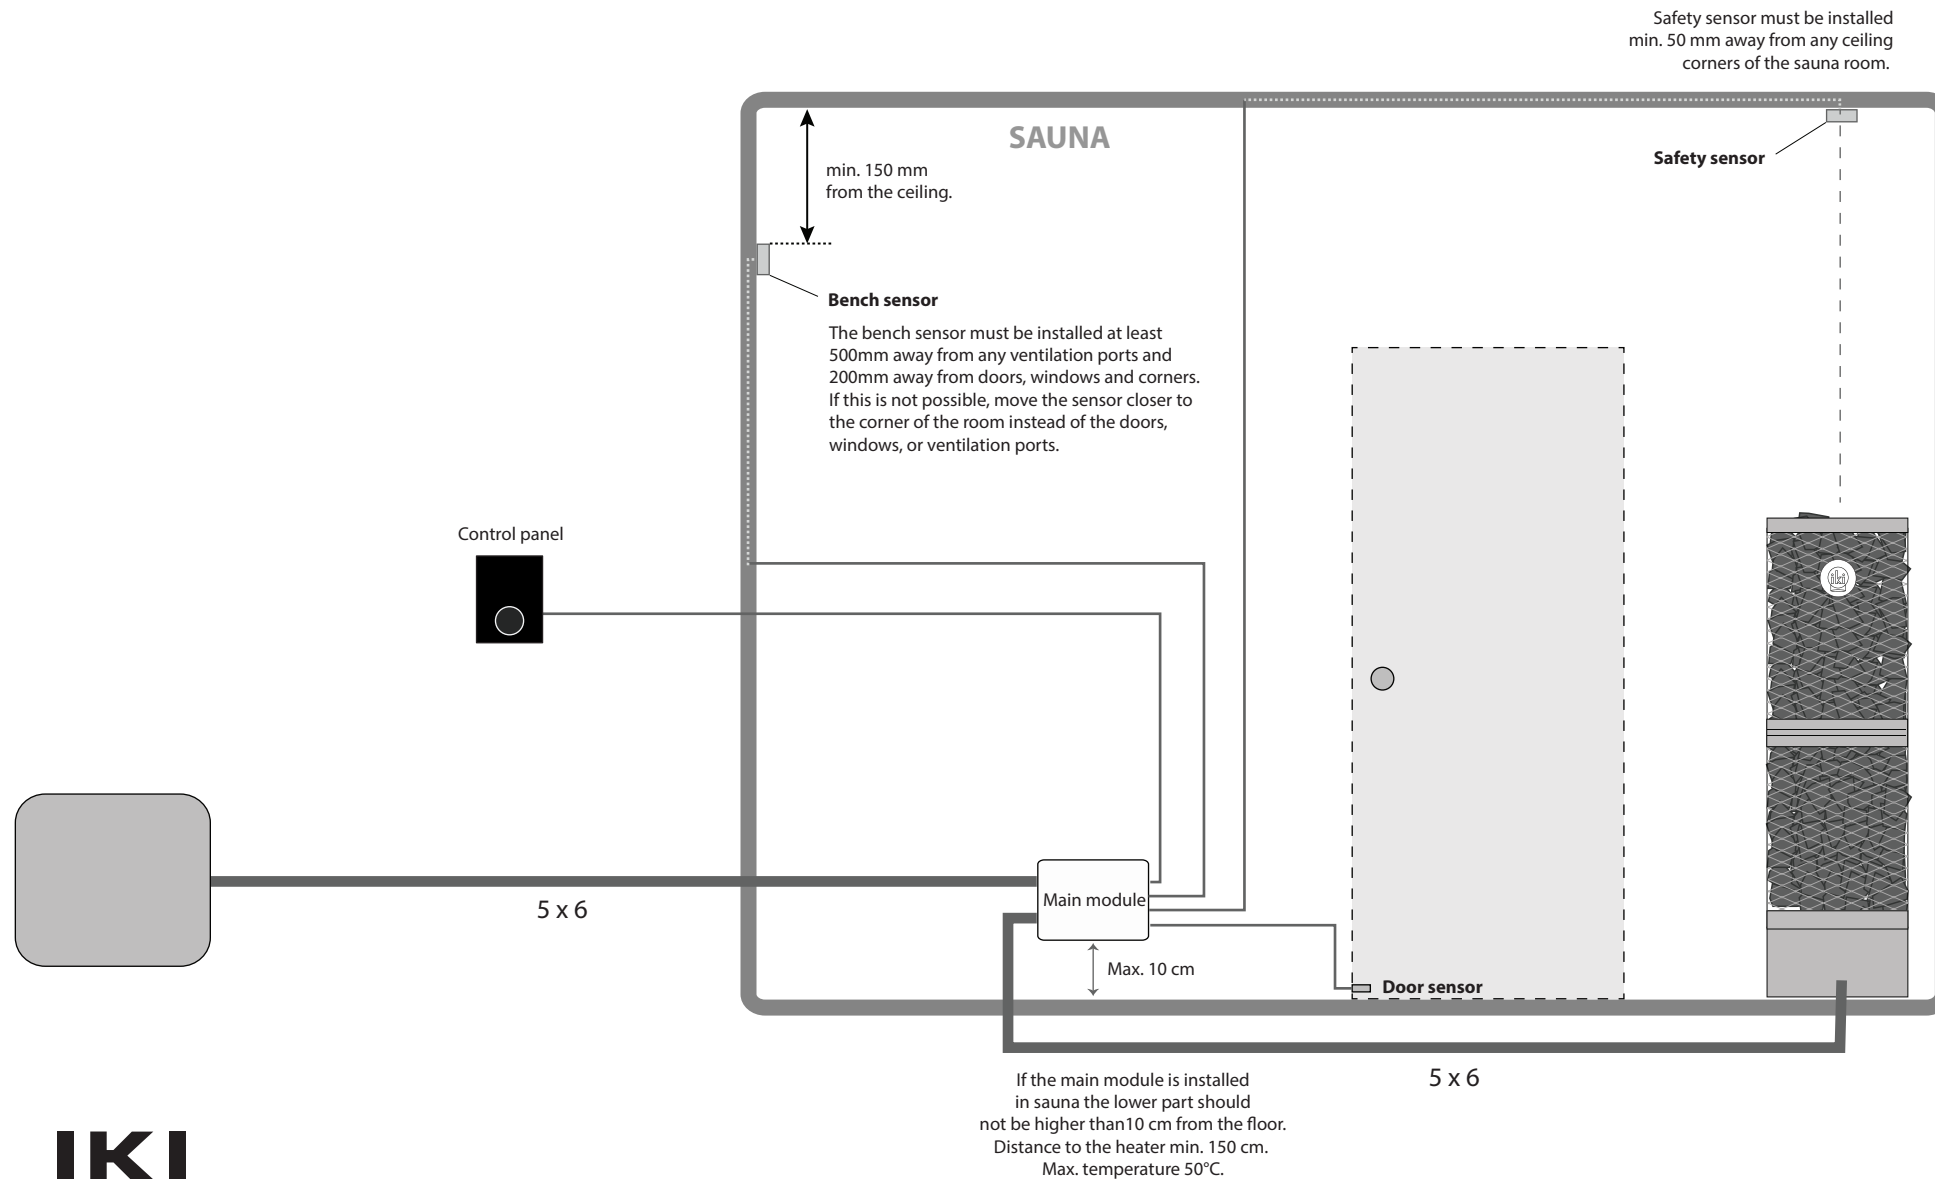 Safety sensor must be installed
min. 50 mm away from any ceiling
corners of the sauna room.
SAUNA
Safety sensor
min. 150 mm
from the ceiling.
Bench sensor
The bench sensor must be installed at least
500mm away from any ventilation ports and
200mm away from doors, windows and corners.
If this is not possible, move the sensor closer to
the corner of the room instead of the doors,
windows, or ventilation ports.
Control panel
iki
Main module
5 x 6
Max. 10 cm
Door sensor
5 x 6
If the main module is installed
in sauna the lower part should
not be higher than10 cm from the floor.
Distance to the heater min. 150 cm.
Max. temperature 50°C.
IKI